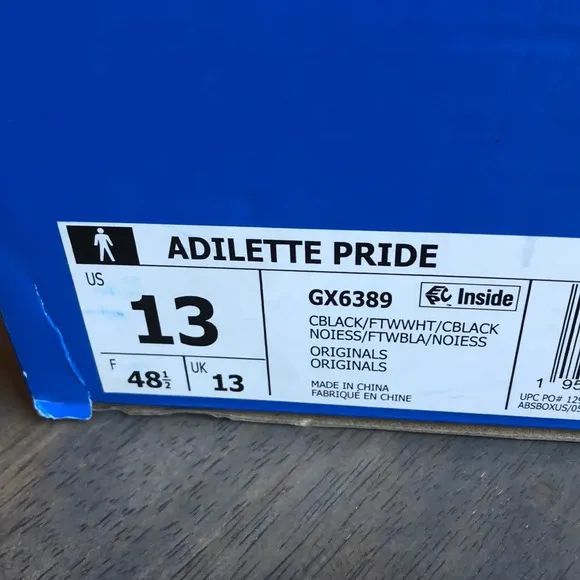 ADILETTE PRIDE
US
13
F 48½
UK 13
GX6389
Inside
CBLACK/FTWWHT/CBLACK
NOIESS/FTWBLA/NOIESS
ORIGINALS
ORIGINALS
MADE IN CHINA
FABRIQUÉ EN CHINE
1 95
UPC PO# 129
ABSBOXUS/05